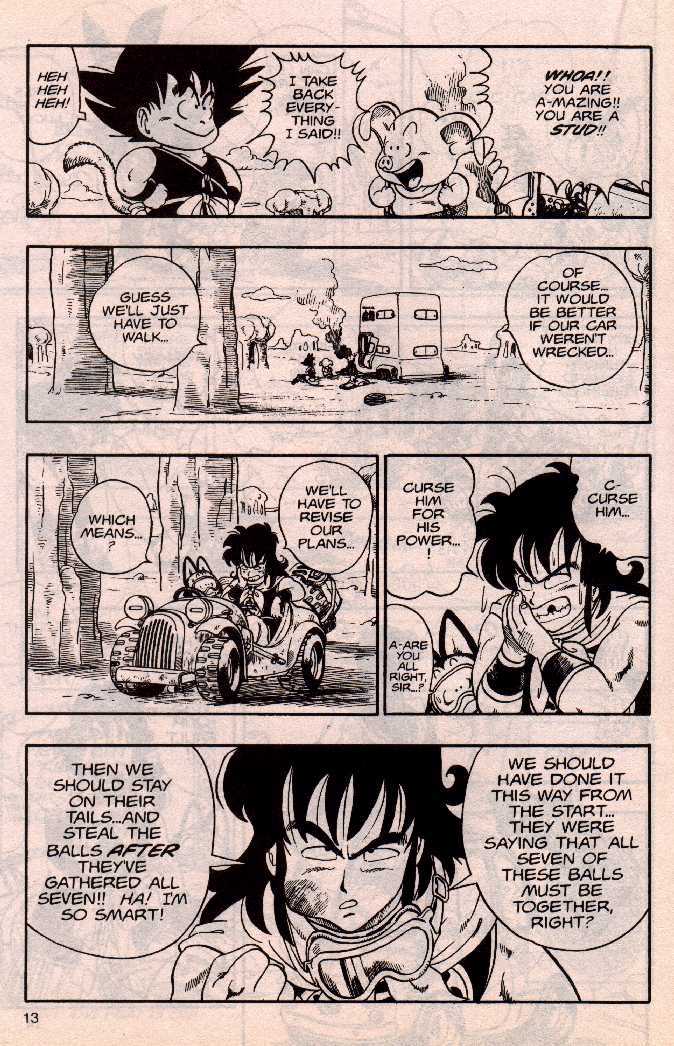 WHOA!!
YOU ARE
A-MAZING!!
YOU ARE A
STUD!!
I TAKE
BACK
EVERY-
THING
I SAID!!
HEH
HEH
HEH!
OF
COURSE...
IT WOULD
BE BETTER
IF OUR CAR
WEREN'T
WRECKED...
GUESS
WE'LL JUST
HAVE TO
WALK...
C-
CURSE
HIM...
CURSE
HIM
FOR
HIS
POWER...
!
A-ARE
YOU
ALL
RIGHT,
SIR...?
WE'LL
HAVE TO
REVISE
OUR
PLANS...
WHICH
MEANS...
?
WE SHOULD
HAVE DONE IT
THIS WAY FROM
THE START...
THEY WERE
SAYING THAT ALL
SEVEN OF
THESE BALLS
MUST BE
TOGETHER,
RIGHT?
THEN WE
SHOULD STAY
ON THEIR
TAILS...AND
STEAL THE
BALLS AFTER
THEY'VE
GATHERED ALL
SEVEN!! HA! I'M
SO SMART!
13